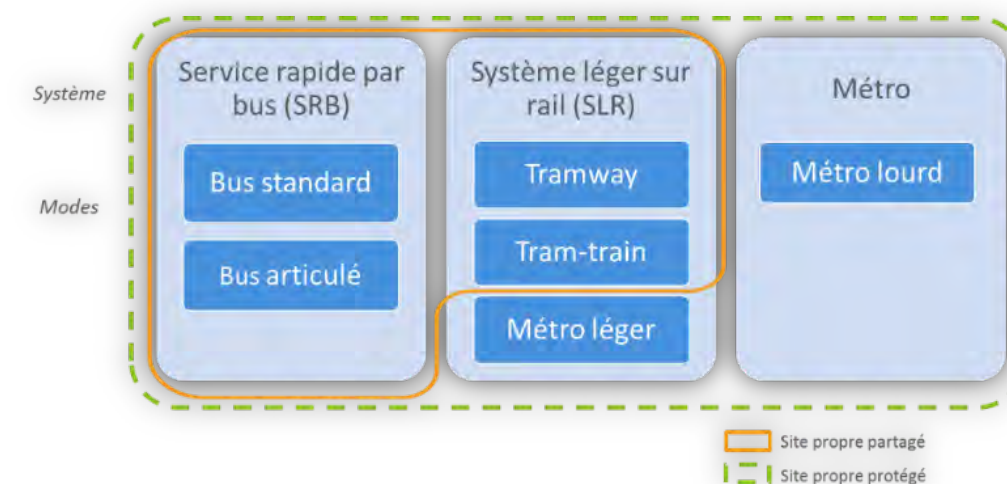 Système
Modes
Service rapide par
bus (SRB)
Bus standard
Bus articulé
Système léger sur
rail (SLR)
Tramway
Tram-train
Métro léger
Métro
Métro lourd
Site propre partagé
Site propre protégé